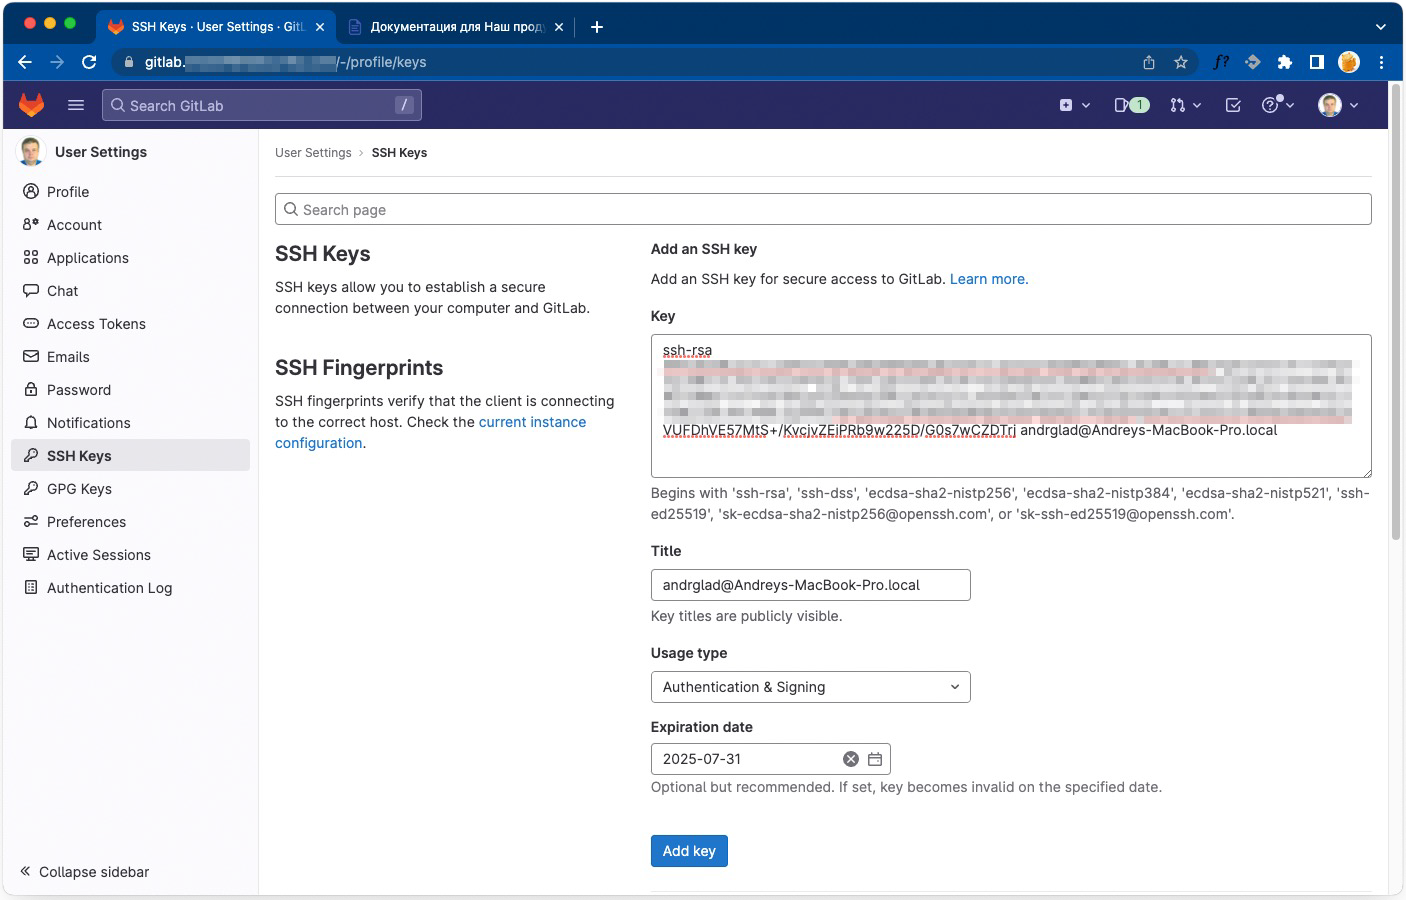 SSH Keys · User Settings · GitL
Документация для Наш проду
gitlab.
/-/profile/keys
f?
Search GitLab
/
1
User Settings
Profile
Account
Applications
Chat
Access Tokens
Emails
Password
Notifications
SSH Keys
GPG Keys
Preferences
Active Sessions
Authentication Log
Collapse sidebar
User Settings › SSH Keys
Search page
SSH Keys
SSH keys allow you to establish a secure
connection between your computer and GitLab.
SSH Fingerprints
SSH fingerprints verify that the client is connecting
to the correct host. Check the current instance
configuration.
Add an SSH key
Add an SSH key for secure access to GitLab. Learn more.
Key
ssh-rsa
VUFDhVE57MtS+/KvcjvZEiPRb9w225D/G0s7wCZDTrj andrglad@Andreys-MacBook-Pro.local
Begins with 'ssh-rsa', 'ssh-dss', 'ecdsa-sha2-nistp256', 'ecdsa-sha2-nistp384', 'ecdsa-sha2-nistp521', 'ssh-
ed25519', 'sk-ecdsa-sha2-nistp256@openssh.com', or 'sk-ssh-ed25519@openssh.com'.
Title
andrglad@Andreys-MacBook-Pro.local
Key titles are publicly visible.
Usage type
Authentication & Signing
Expiration date
2025-07-31
Optional but recommended. If set, key becomes invalid on the specified date.
Add key